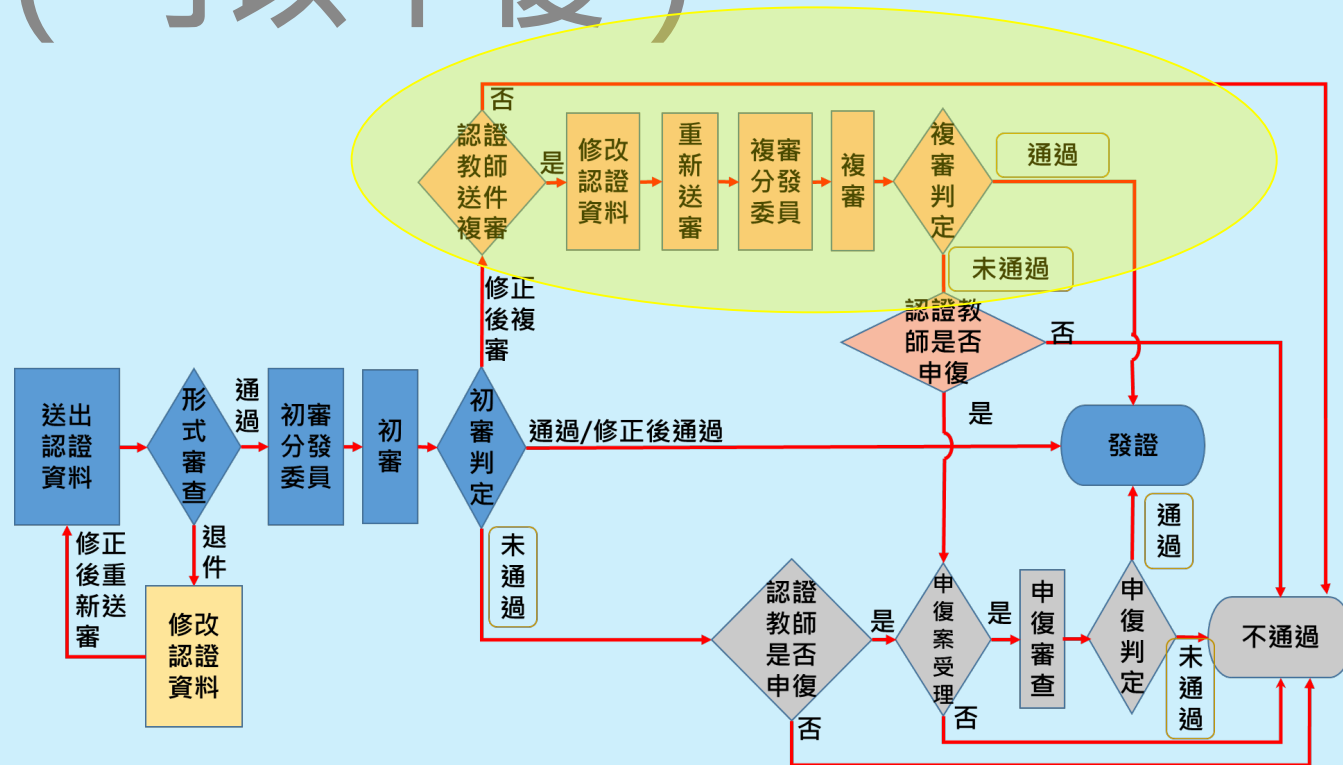 (可以申復)
否
認證
教師
送件
複審
是
修改
認證
資料
重
新
送
審
複審
分發
委員
複
審
複
審
判
定
通過
未通過
修正
後複
審
認證教
師是否
申復
否
是
送出
認證
資料
形
式
審
查
通
過
初審
分發
委員
初
審
初
審
判
定
通過/修正後通過
發證
修正
後重
新送
審
退
件
修改
認證
資料
未
通
過
認證
教師
是否
申復
是
否
申
復
案
受
理
是
否
申
復
審
查
申
復
判
定
通
過
未
通
過
不通過